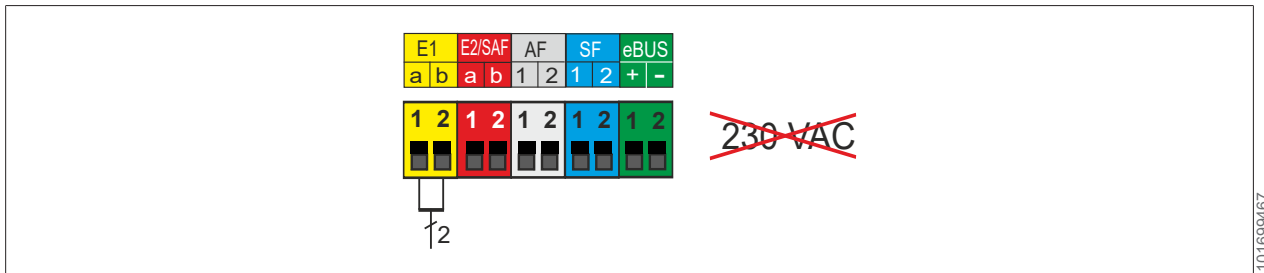 E1 E2/SAF AF SF eBUS
a b a b 1 2 1 2 + -
1 2 1 2 1 2 1 2 1 2
230 VAC
2
101699467